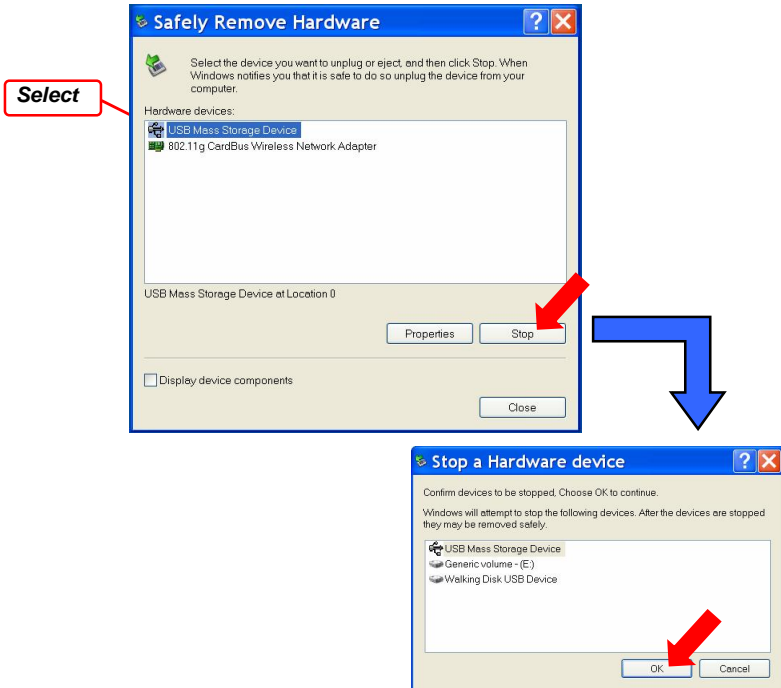 Safely Remove Hardware
Select the device you want to unplug or eject, and then click Stop. When
Windows notifies you that it is safe to do so unplug the device from your
computer.
Select
Hardware devices:
USB Mass Storage Device
802.11g CardBus Wireless Network Adapter
USB Mass Storage Device at Location 0
Properties
Stop
Display device components
Close
Stop a Hardware device
Confirm devices to be stopped, Choose OK to continue.
Windows will attempt to stop the following devices. After the devices are stopped
they may be removed safely.
USB Mass Storage Device
Generic volume - (E:)
Walking Disk USB Device
OK
Cancel